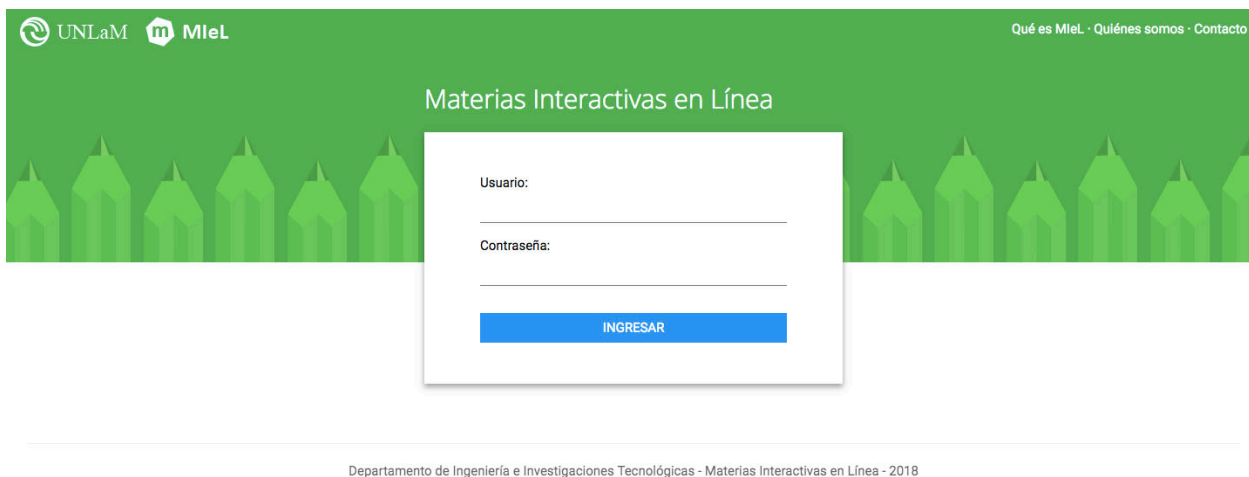 UNLaM m MIeL
Qué es MIeL · Quiénes somos · Contacto
Materias Interactivas en Línea
Usuario:
Contraseña:
INGRESAR
Departamento de Ingeniería e Investigaciones Tecnológicas - Materias Interactivas en Línea - 2018